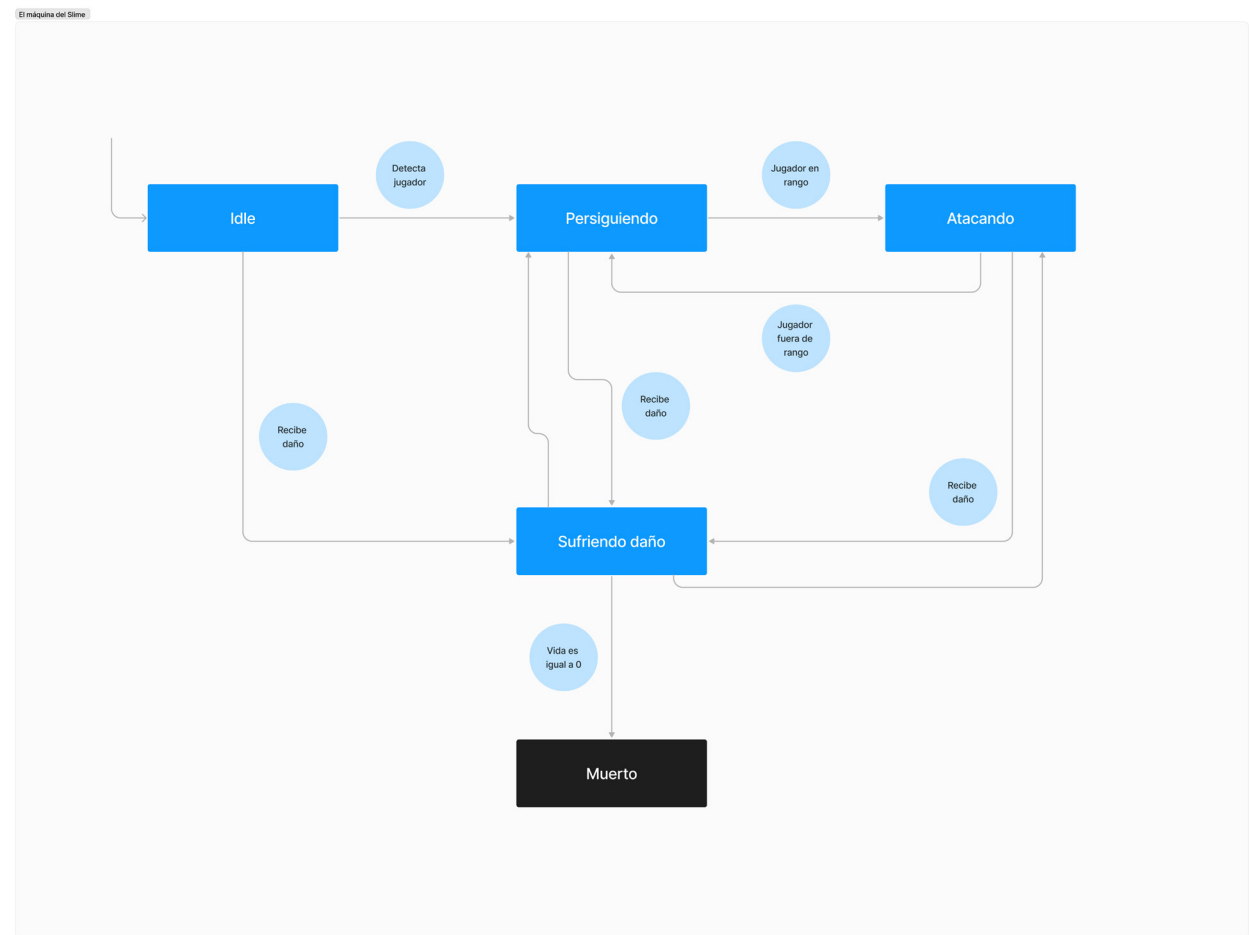 El máquina del Slime
Detecta
jugador
Jugador en
rango
Idle
Persiguiendo
Atacando
Jugador
fuera de
rango
Recibe
daño
Recibe
daño
Recibe
daño
Sufriendo daño
Vida es
igual a 0
Muerto